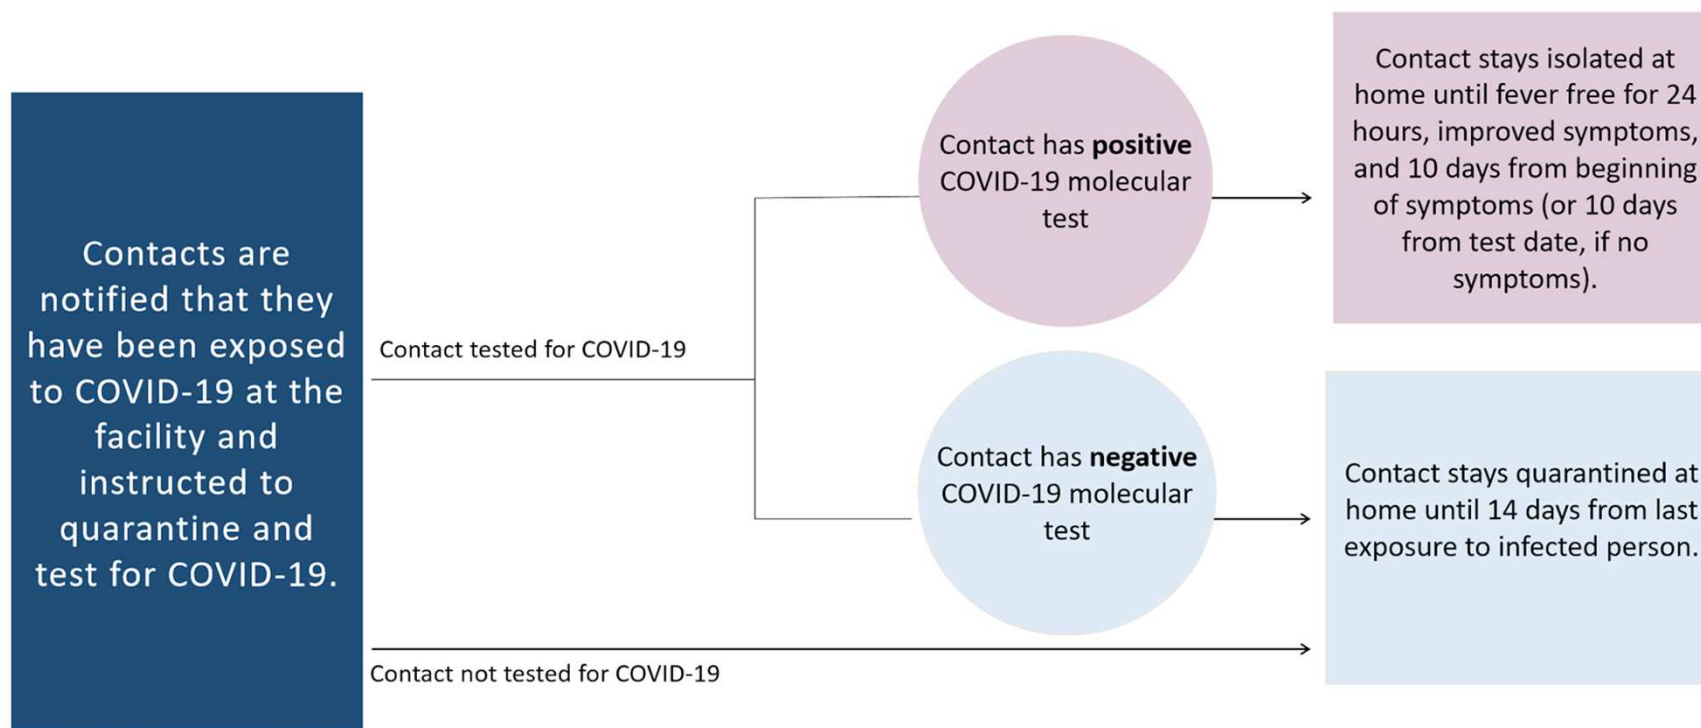 Contacts are
notified that they
have been exposed
to COVID-19 at the
facility and
instructed to
quarantine and
test for COVID-19.
Contact tested for COVID-19
Contact has positive
COVID-19 molecular
test
Contact stays isolated at
home until fever free for 24
hours, improved symptoms,
and 10 days from beginning
of symptoms (or 10 days
from test date, if no
symptoms).
Contact has negative
COVID-19 molecular
test
Contact stays quarantined at
home until 14 days from last
exposure to infected person.
Contact not tested for COVID-19